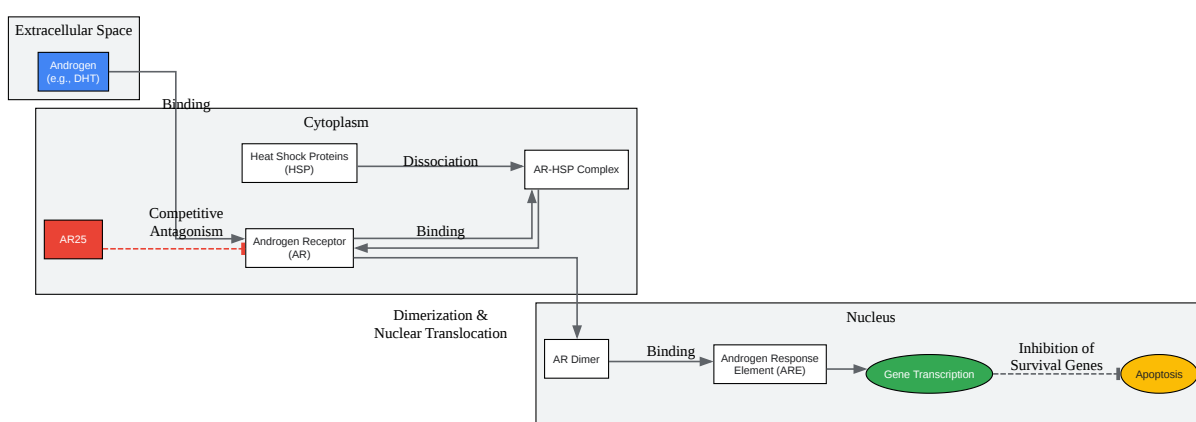 Extracellular Space
Androgen
(e.g., DHT)
Binding
Cytoplasm
Heat Shock Proteins
(HSP)
Dissociation
AR-HSP Complex
Competitive
Antagonism
AR25
Androgen Receptor
(AR)
Binding
Dimerization &
Nuclear Translocation
Nucleus
AR Dimer
Binding
Androgen Response
Element (ARE)
Gene Transcription
Inhibition of
Survival Genes
Apoptosis